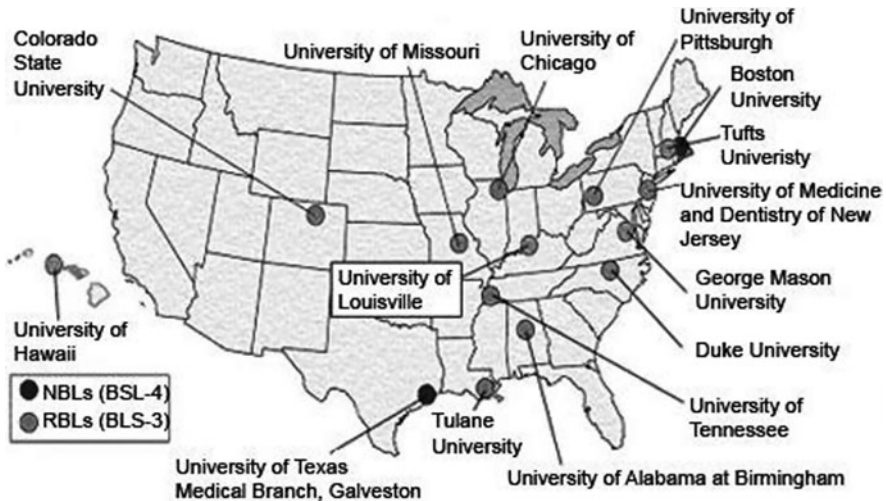 Colorado
State
University
University of Missouri
University of
Chicago
University of
Pittsburgh
Boston
University
Tufts
Univeristy
University of Medicine
and Dentistry of New
Jersey
George Mason
University
University of
Louisville
University of
Hawaii
Duke University
NBLs (BSL-4)
RBLs (BLS-3)
Tulane
University
University of
Tennessee
University of Texas
Medical Branch, Galveston
University of Alabama at Birmingham